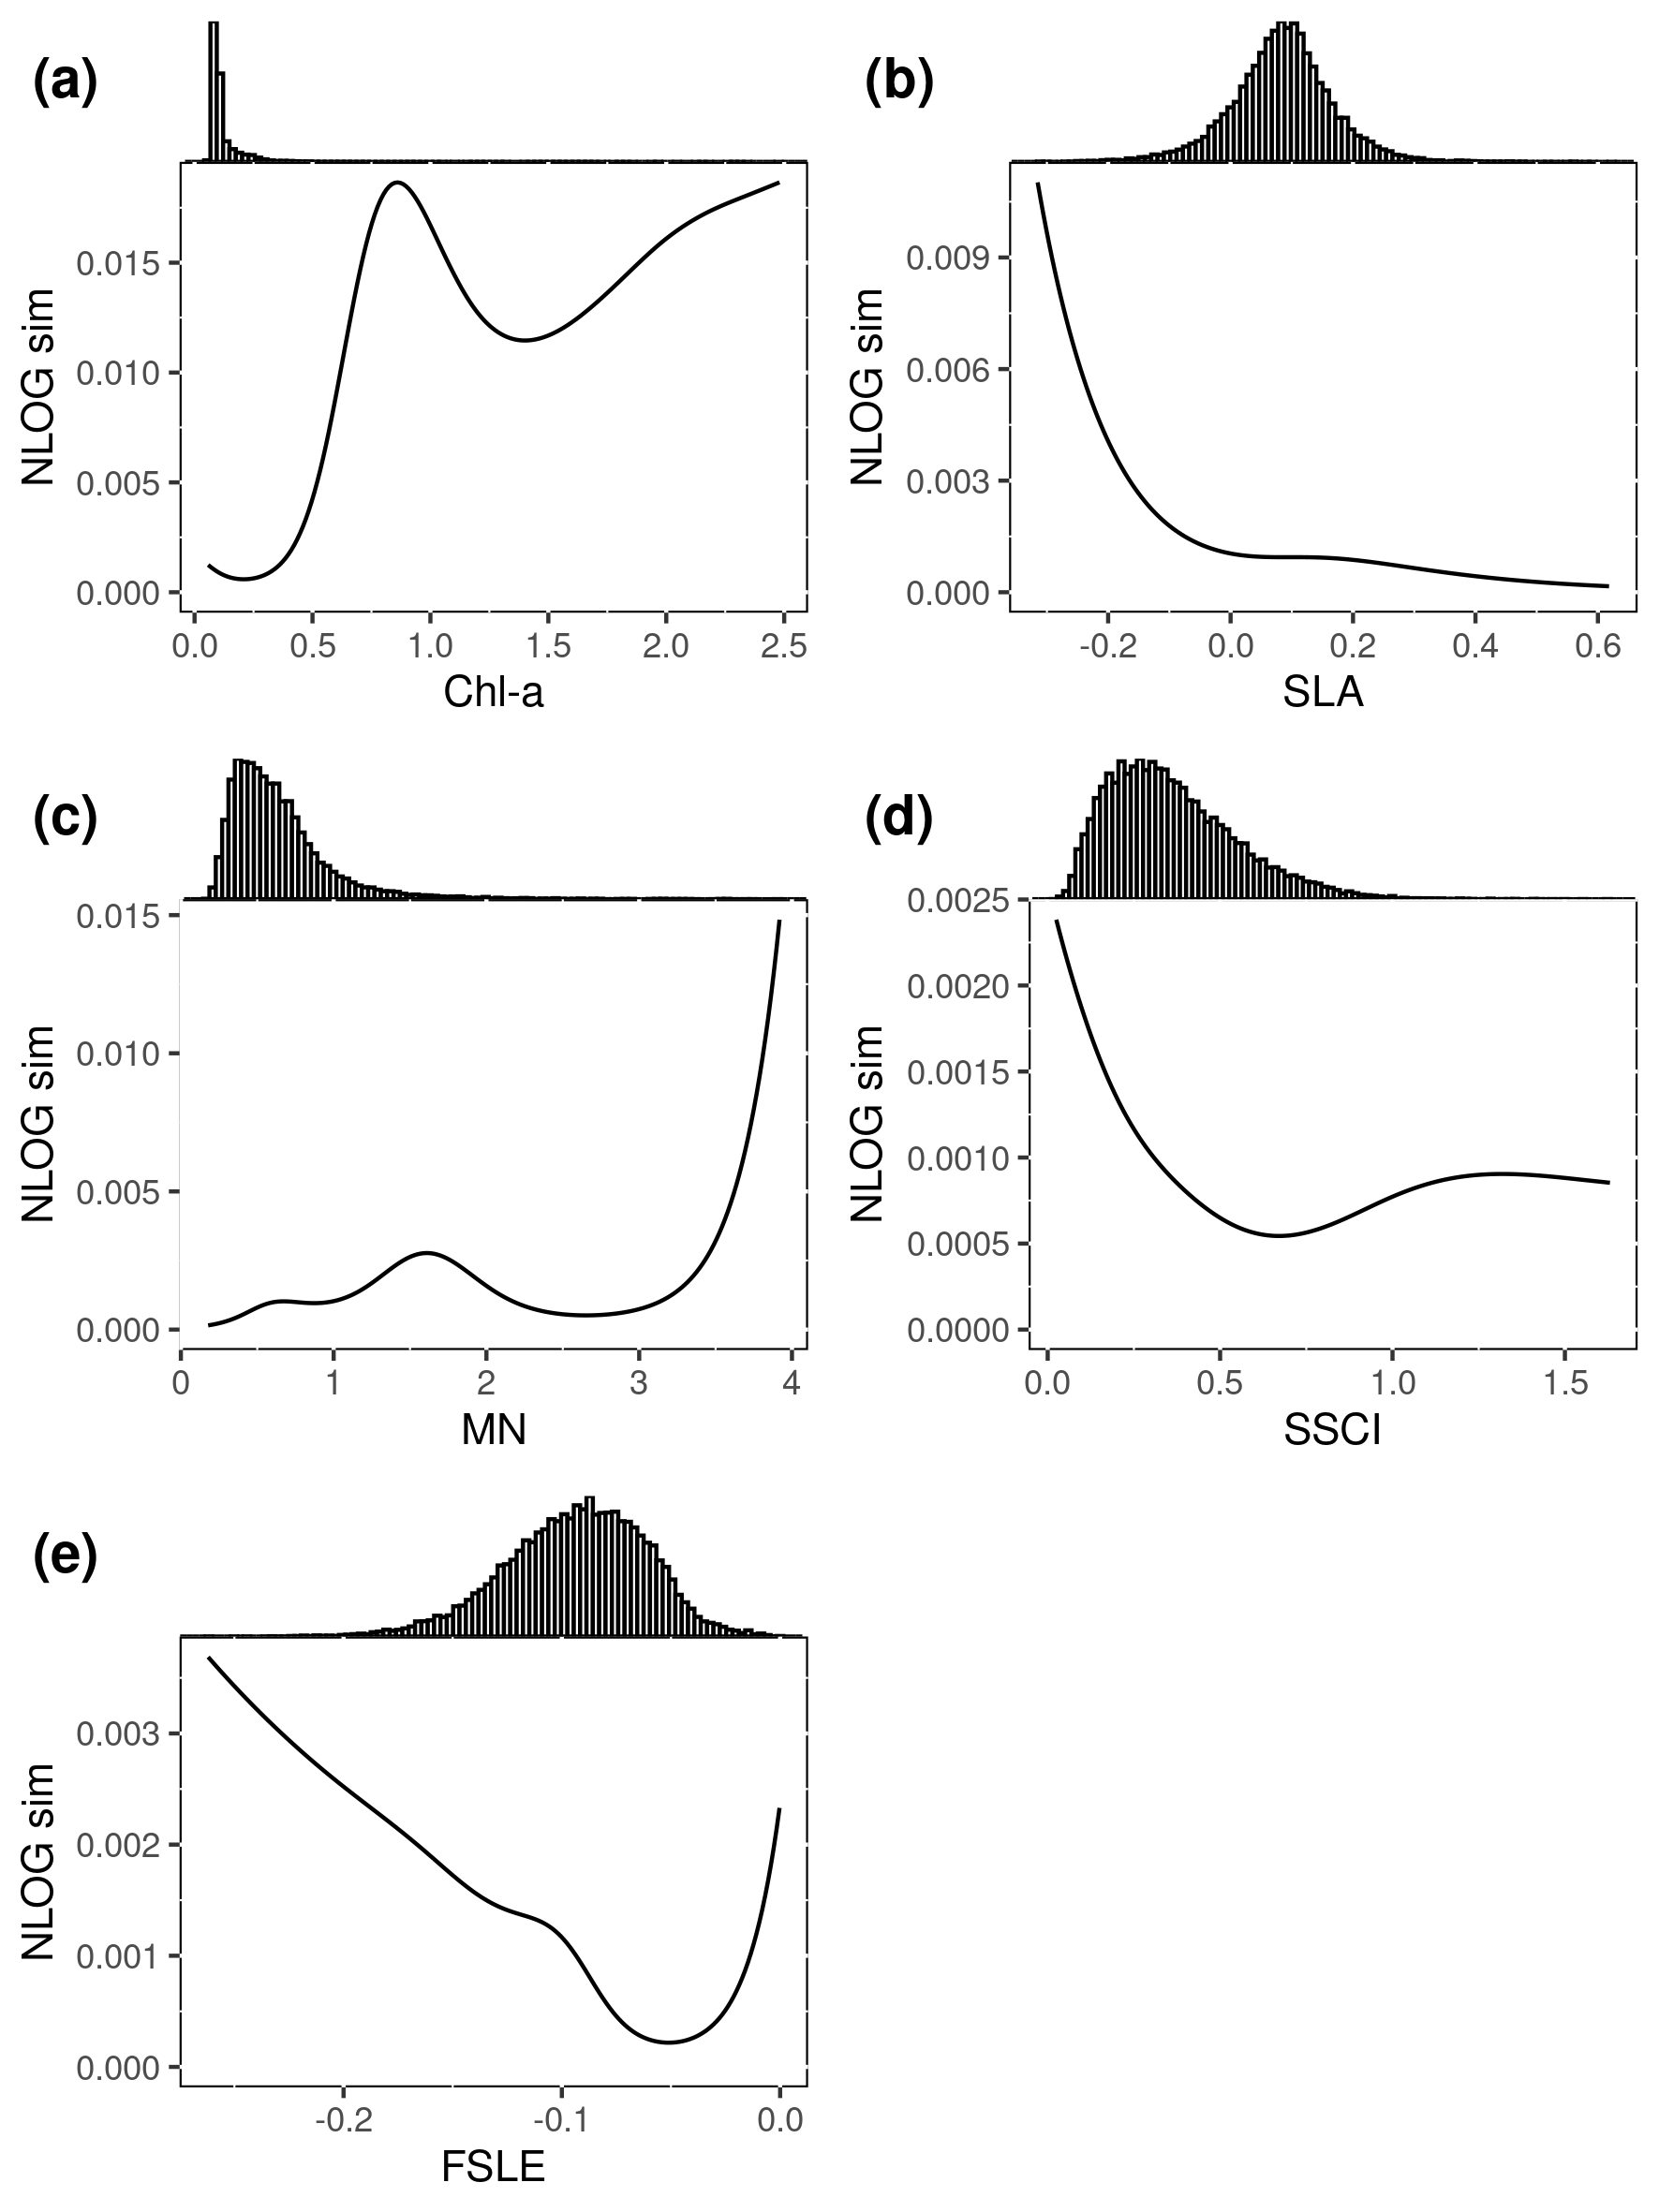 (a)
NLOG sim
0.015
0.010
0.005
0.000
0.0 0.5 1.0 1.5 2.0 2.5
Chl-a
(b)
NLOG sim
0.009
0.006
0.003
0.000
-0.2 0.0 0.2 0.4 0.6
SLA
(c)
NLOG sim
0.015
0.010
0.005
0.000
0 1 2 3 4
MN
(d)
NLOG sim
0.0025
0.0020
0.0015
0.0010
0.0005
0.0000
0.0 0.5 1.0 1.5
SSCI
(e)
NLOG sim
0.003
0.002
0.001
0.000
-0.2 -0.1 0.0
FSLE